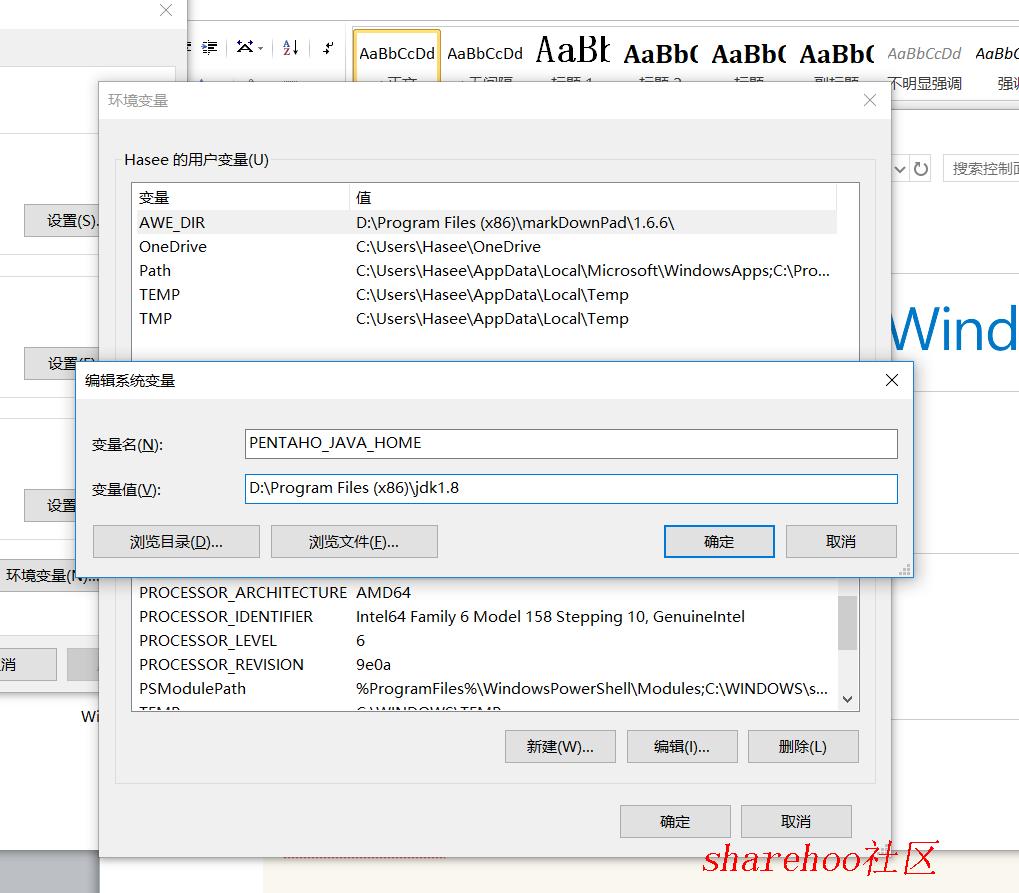 AaBbCcDd AaBbCcDd AaBb AaBb( AaBb( AaBb( AaBbCcDd AaBbC
不明显强调 强调
环境变量
Hasee 的用户变量(U)
搜索控制面
变量 值
设置(S).
AWE_DIR D:\Program Files (x86)\markDownPad\1.6.6\
OneDrive C:\Users\Hasee\OneDrive
Path C:\Users\Hasee\AppData\Local\Microsoft\WindowsApps;C:\Pro...
TEMP C:\Users\Hasee\AppData\Local\Temp
TMP C:\Users\Hasee\AppData\Local\Temp
Wind
设置(E)
编辑系统变量
变量名(N): PENTAHO_JAVA_HOME
变量值(V): D:\Program Files (x86)\jdk1.8
设置
浏览目录(D)... 浏览文件(F)... 确定 取消
环境变量(N)...
PROCESSOR_ARCHITECTURE AMD64
PROCESSOR_IDENTIFIER Intel64 Family 6 Model 158 Stepping 10, GenuineIntel
PROCESSOR_LEVEL 6
PROCESSOR_REVISION 9e0a
消
PSModulePath %ProgramFiles%\WindowsPowerShell\Modules;C:\WINDOWS\s...
TEMP C:\WINDOWS\TEMP
Wi
新建(W)... 编辑(I)... 删除(L)
确定 取消
sharehoo社区